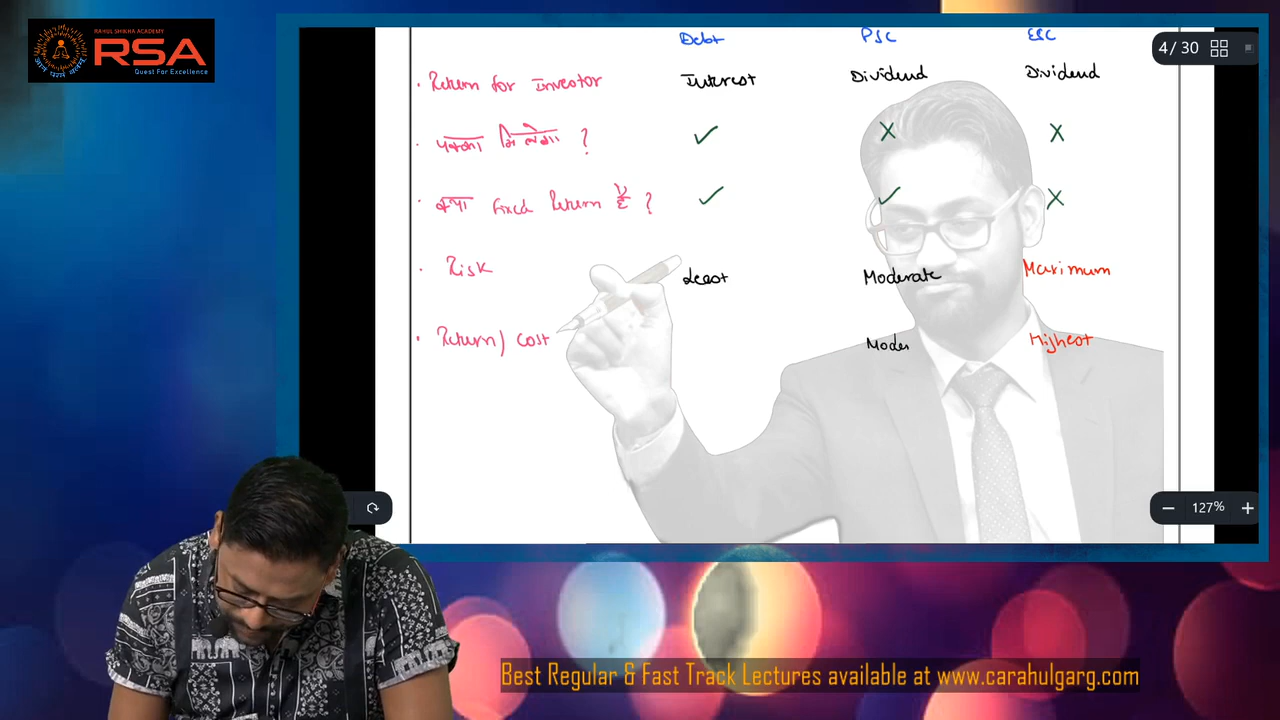 RAHUL SHIKHA ACADEMY
RSA
Quest For Excellence
4 / 30
Debt PSC ESC
• Return for Investor Interest Dividend Dividend
• पक्का मिलेगा ? ✓ X X
• क्या fixed Return है ? ✓ ✓ X
• Risk Least Moderate Maximum
• Return/ cost Moder Highest
127%
Best Regular & Fast Track Lectures available at www.carahulgarg.com